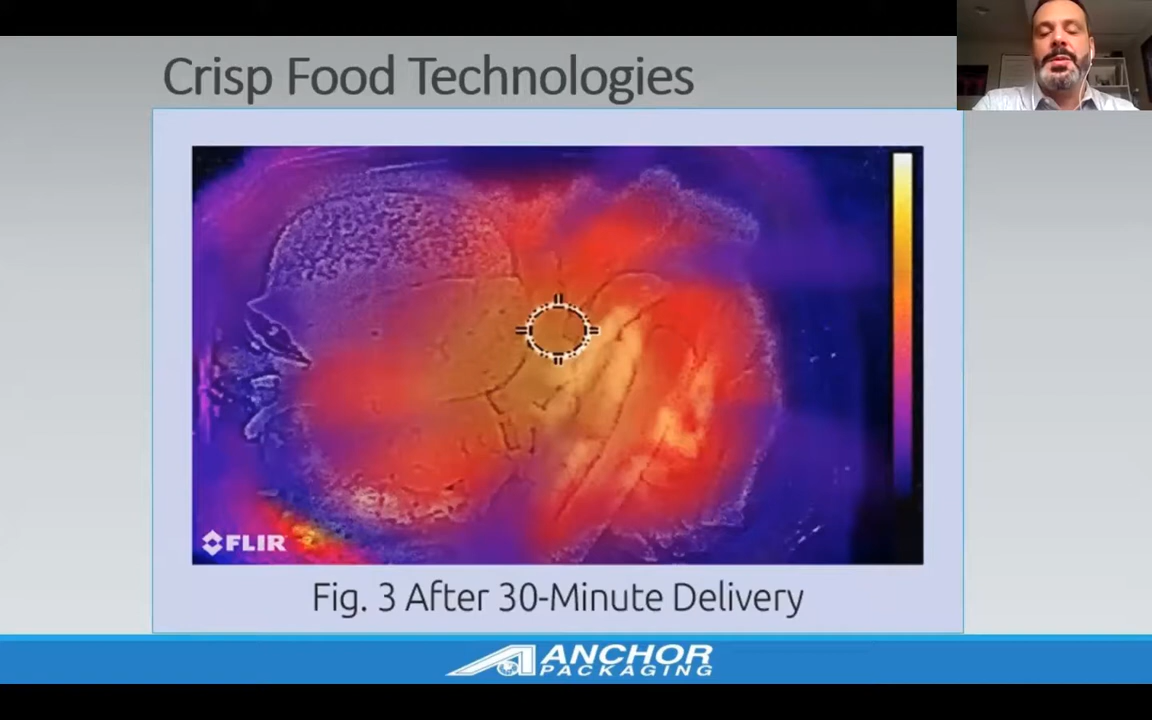 Crisp Food Technologies
FLIR
Fig. 3 After 30-Minute Delivery
ANCHOR
PACKAGING